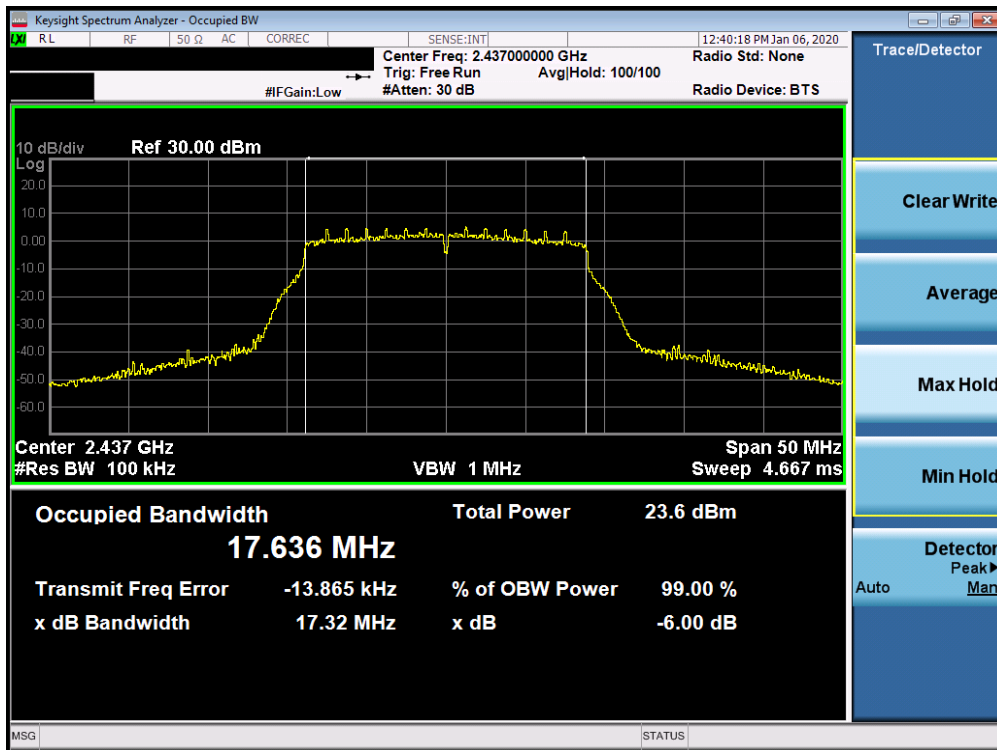 Keysight Spectrum Analyzer - Occupied BW
LXI RL RF 50 Ω AC CORREC SENSE:INT 12:40:18 PM Jan 06, 2020
Center Freq: 2.437000000 GHz Radio Std: None
Trig: Free Run Avg|Hold: 100/100
#IFGain:Low #Atten: 30 dB Radio Device: BTS
10 dB/div Ref 30.00 dBm
Log
20.0
10.0
0.00
-10.0
-20.0
-30.0
-40.0
-50.0
-60.0
Center 2.437 GHz Span 50 MHz
#Res BW 100 kHz VBW 1 MHz Sweep 4.667 ms
Occupied Bandwidth Total Power 23.6 dBm
17.636 MHz
Transmit Freq Error -13.865 kHz % of OBW Power 99.00 %
x dB Bandwidth 17.32 MHz x dB -6.00 dB
Trace/Detector
Clear Write
Average
Max Hold
Min Hold
Detector
Peak▶
Auto Man
MSG STATUS